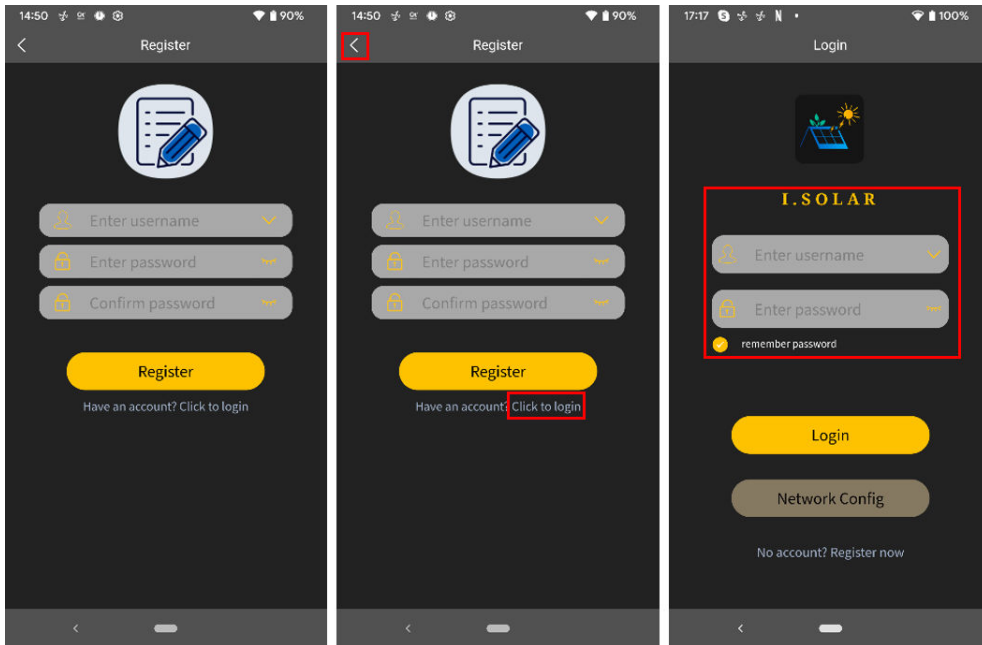 14:50
90%
Register
Enter username
Enter password
Confirm password
Register
Have an account? Click to login
14:50
90%
Register
Enter username
Enter password
Confirm password
Register
Have an account? Click to login
17:17
100%
Login
I.SOLAR
Enter username
Enter password
remember password
Login
Network Config
No account? Register now